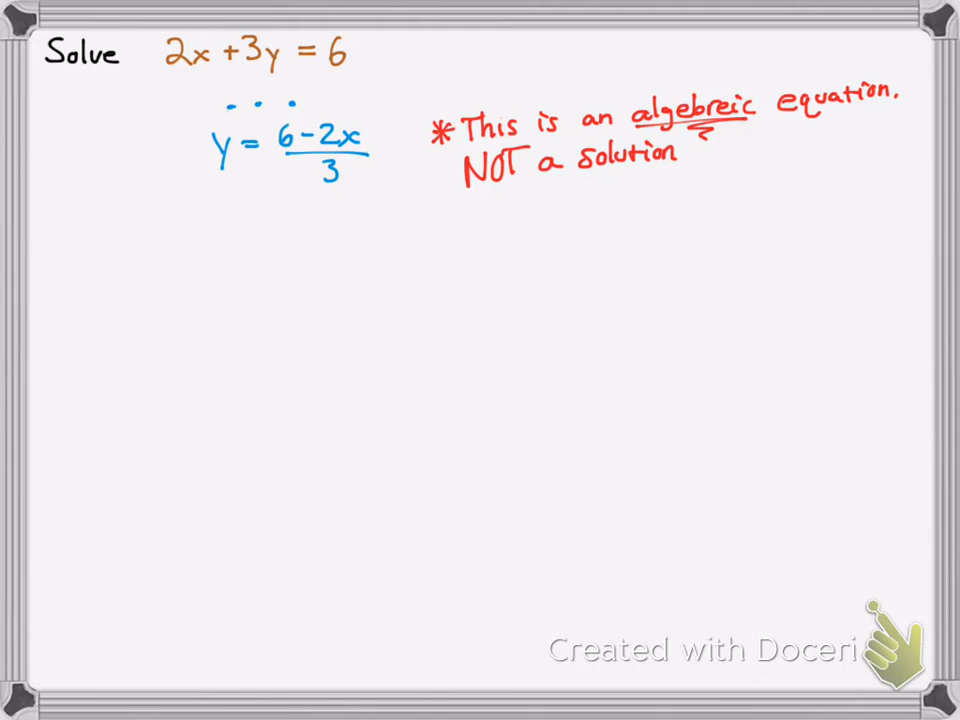 Solve 2x + 3y = 6
. . .
y = 6 - 2x / 3
* This is an algebreic equation.
NOT a solution
Created with Doceri